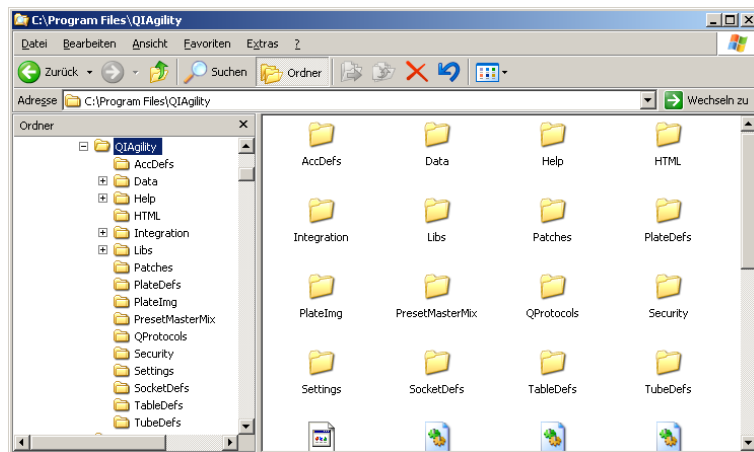 C:\Program Files\QIAgility
Datei Bearbeiten Ansicht Favoriten Extras ?
Zurück Suchen Ordner
Adresse C:\Program Files\QIAgility Wechseln zu
Ordner
QIAgility
AccDefs
Data
Help
HTML
Integration
Libs
Patches
PlateDefs
PlateImg
PresetMasterMix
QProtocols
Security
Settings
SocketDefs
TableDefs
TubeDefs
AccDefs Data Help HTML
Integration Libs Patches PlateDefs
PlateImg PresetMasterMix QProtocols Security
Settings SocketDefs TableDefs TubeDefs